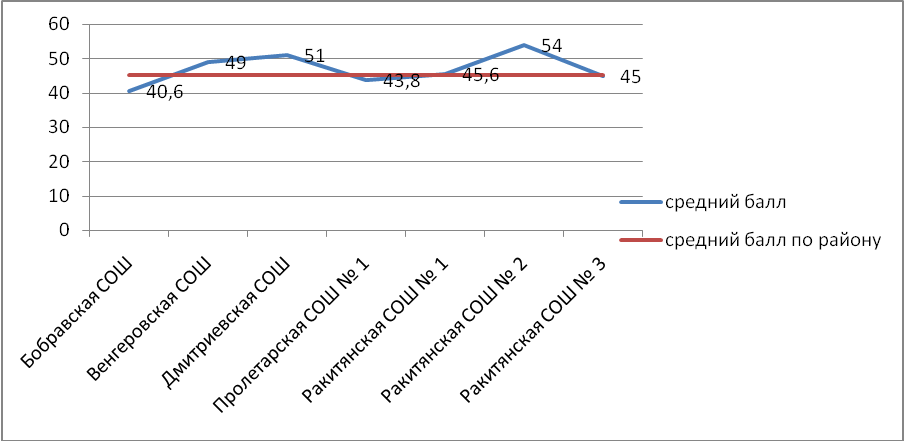 60
50
40
30
20
10
0
40,6
49
51
43,8
45,6
54
45
средний балл
средний балл по району
Бобравская СОШ
Венгеровская СОШ
Дмитриевская СОШ
Пролетарская СОШ № 1
Ракитянская СОШ № 1
Ракитянская СОШ № 2
Ракитянская СОШ № 3